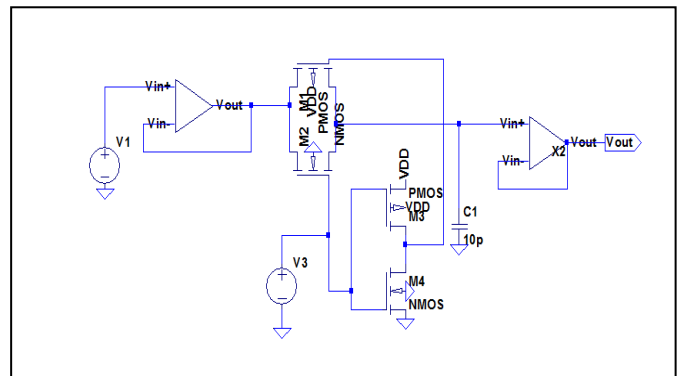 Vin+
Vin-
Vout
V1
M1
VDD
PMOS
M2
NMOS
Vin+
Vin-
X2
Vout
Vout
VDD
PMOS
VDD
M3
C1
10p
V3
M4
NMOS